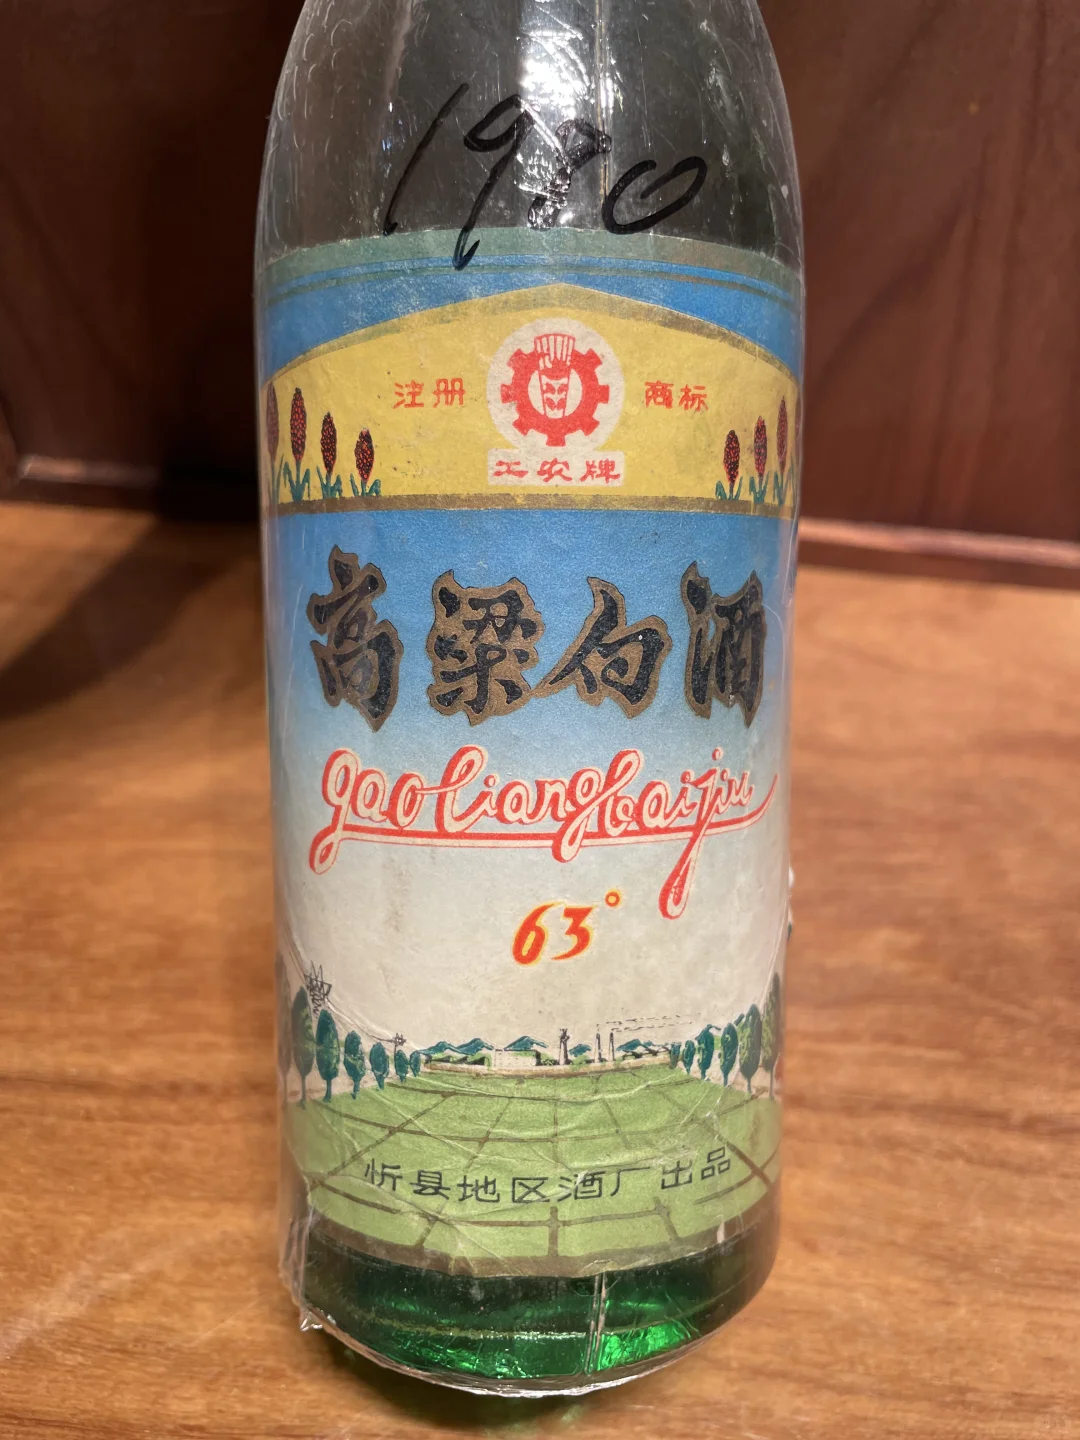 1980
注册 商标
工农牌
高粱白酒
gaoliangbaijiu
63°
忻县地区酒厂出品